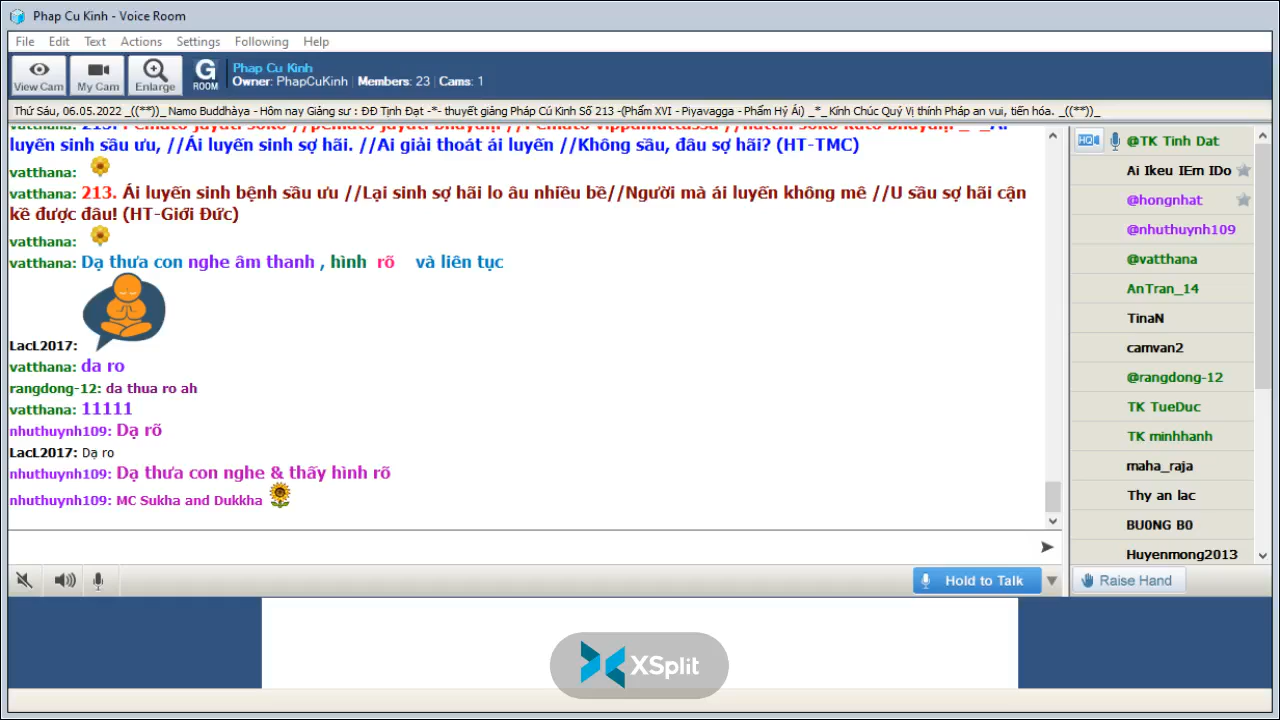 Phap Cu Kinh - Voice Room
File Edit Text Actions Settings Following Help
View Cam My Cam Enlarge G ROOM
Phap Cu Kinh
Owner: PhapCuKinh | Members: 23 | Cams: 1
Thứ Sáu, 06.05.2022 _((**))_ Namo Buddhàya - Hôm nay Giảng sư : ĐĐ Tịnh Đạt -*- thuyết giảng Pháp Cú Kinh Số 213 -(Phẩm XVI - Piyavagga - Phẩm Hỷ Ái) _*_ Kính Chúc Quý Vị thính Pháp an vui, tiến hóa. _((**))_
luyến sinh sầu ưu, //Ái luyến sinh sợ hãi. //Ai giải thoát ái luyến //Không sầu, đâu sợ hãi? (HT-TMC)
vatthana:
vatthana: 213. Ái luyến sinh bệnh sầu ưu //Lại sinh sợ hãi lo âu nhiều bề//Người mà ái luyến không mê //U sầu sợ hãi cận
kề được đâu! (HT-Giới Đức)
vatthana:
vatthana: Dạ thưa con nghe âm thanh , hình rõ và liên tục
LacL2017:
vatthana: da ro
rangdong-12: da thua ro ah
vatthana: 11111
nhuthuynh109: Dạ rõ
LacL2017: Dạ ro
nhuthuynh109: Dạ thưa con nghe & thấy hình rõ
nhuthuynh109: MC Sukha and Dukkha
Hold to Talk
HD @TK Tinh Dat
Ai Ikeu IEm IDo
@hongnhat
@nhuthuynh109
@vatthana
AnTran_14
TinaN
camvan2
@rangdong-12
TK TueDuc
TK minhhanh
maha_raja
Thy an lac
BU0NG B0
Huyenmong2013
Raise Hand
XSplit